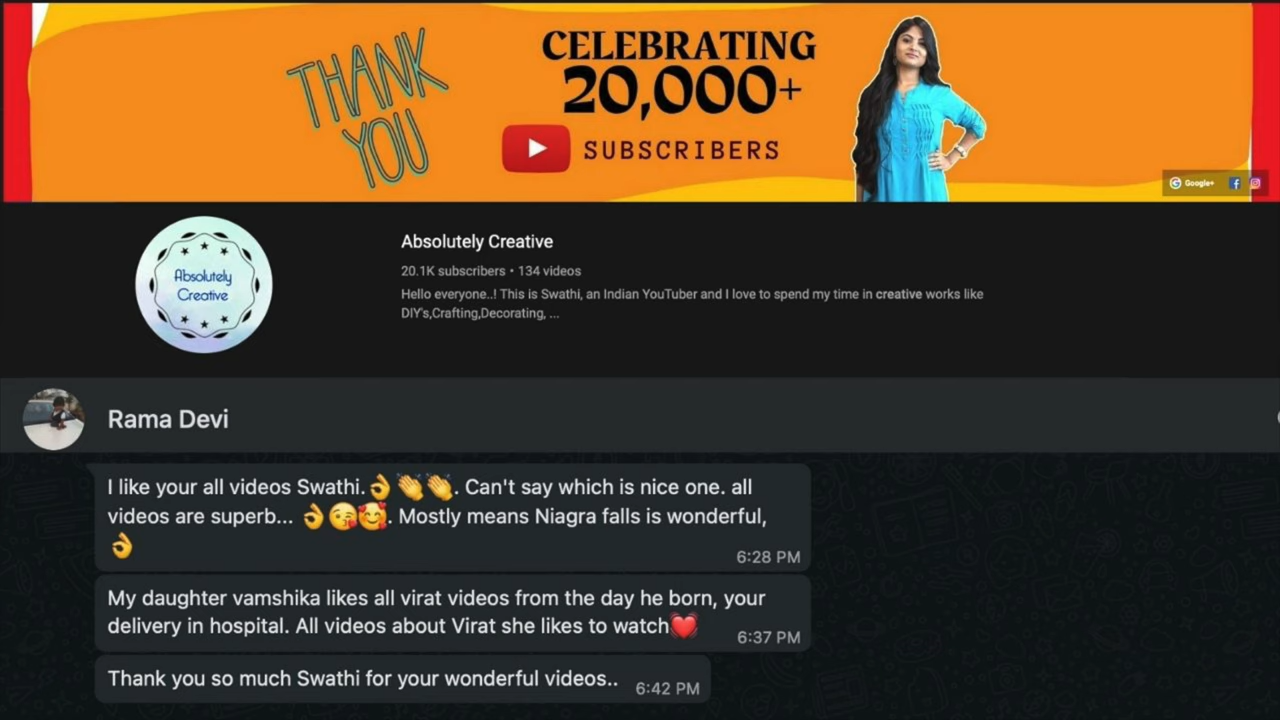 THANK
YOU
CELEBRATING
20,000+
SUBSCRIBERS
Google+
Absolutely
Creative
Absolutely Creative
20.1K subscribers • 134 videos
Hello everyone..! This is Swathi, an Indian YouTuber and I love to spend my time in creative works like
DIY's,Crafting,Decorating, ...
Rama Devi
I like your all videos Swathi.👌👏👏. Can't say which is nice one. all
videos are superb... 👌😘🥰. Mostly means Niagra falls is wonderful,
👌
6:28 PM
My daughter vamshika likes all virat videos from the day he born, your
delivery in hospital. All videos about Virat she likes to watch💓
6:37 PM
Thank you so much Swathi for your wonderful videos.. 6:42 PM